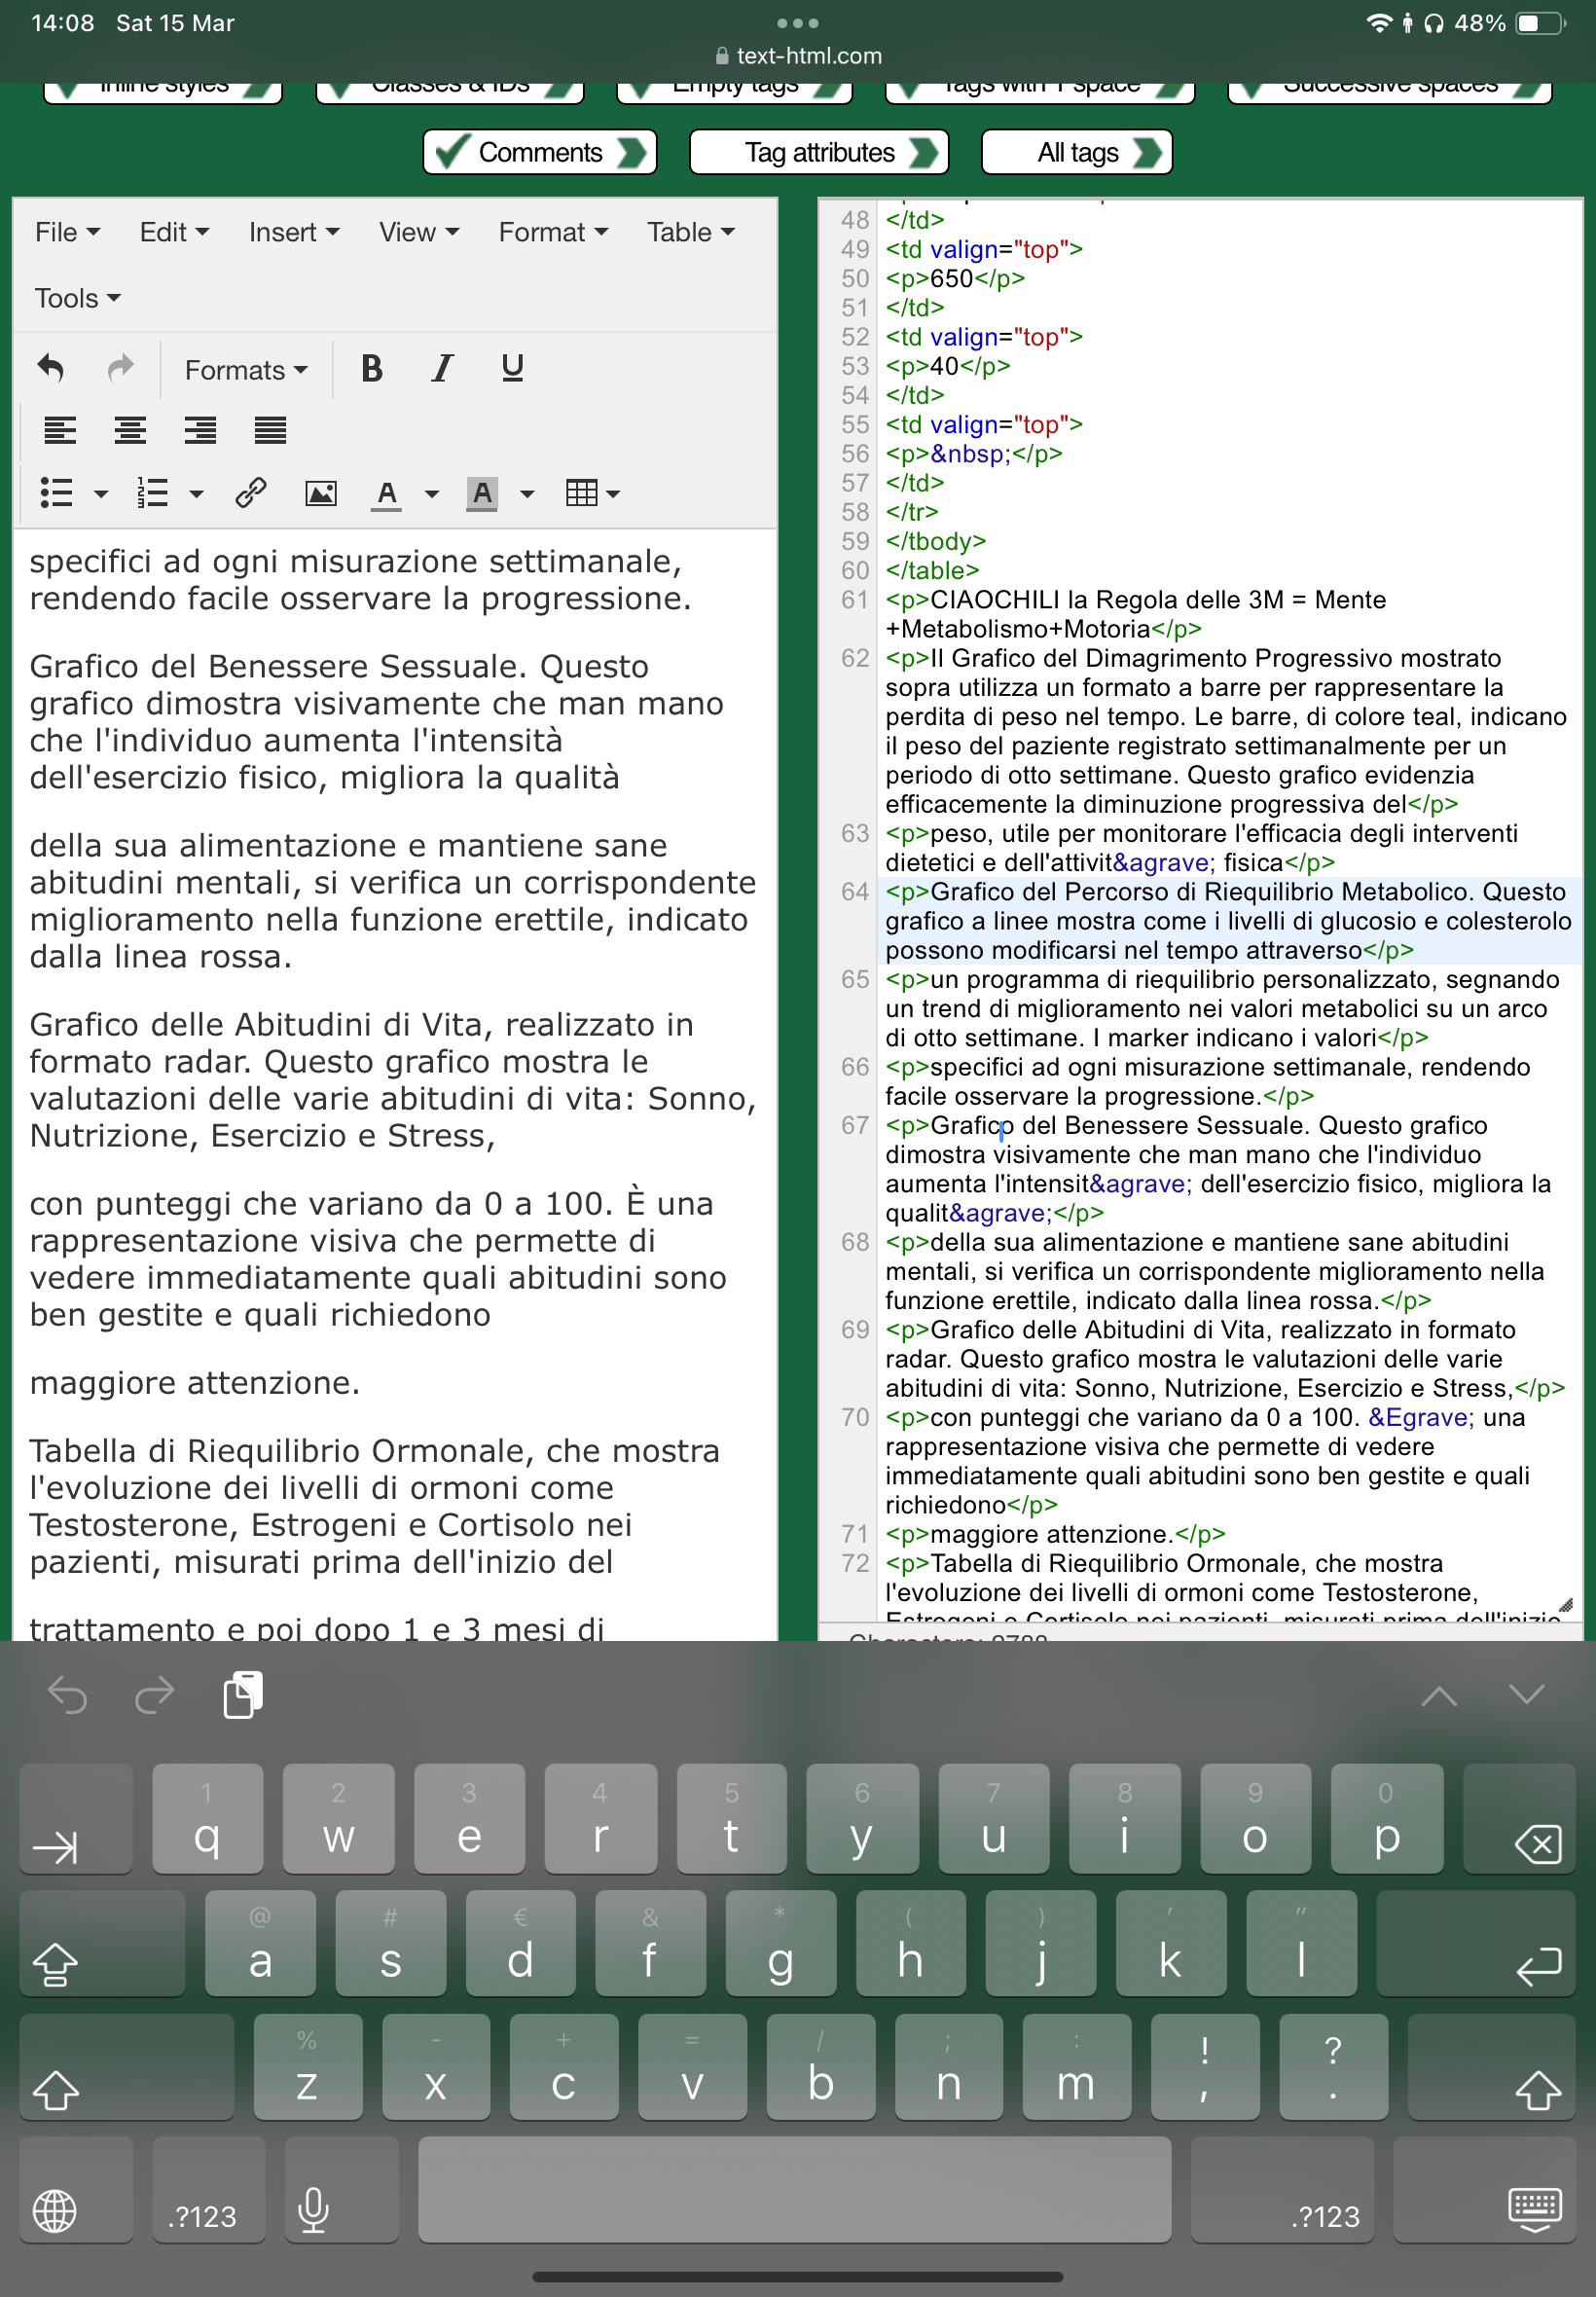 14:08 Sat 15 Mar
48%
text-html.com
Inline styles Classes & IDs Empty tags Tags with 1 space Successive spaces
Comments Tag attributes All tags
File Edit Insert View Format Table
Tools
Formats B I U
A A
specifici ad ogni misurazione settimanale,
rendendo facile osservare la progressione.
Grafico del Benessere Sessuale. Questo
grafico dimostra visivamente che man mano
che l'individuo aumenta l'intensità
dell'esercizio fisico, migliora la qualità
della sua alimentazione e mantiene sane
abitudini mentali, si verifica un corrispondente
miglioramento nella funzione erettile, indicato
dalla linea rossa.
Grafico delle Abitudini di Vita, realizzato in
formato radar. Questo grafico mostra le
valutazioni delle varie abitudini di vita: Sonno,
Nutrizione, Esercizio e Stress,
con punteggi che variano da 0 a 100. È una
rappresentazione visiva che permette di
vedere immediatamente quali abitudini sono
ben gestite e quali richiedono
maggiore attenzione.
Tabella di Riequilibrio Ormonale, che mostra
l'evoluzione dei livelli di ormoni come
Testosterone, Estrogeni e Cortisolo nei
pazienti, misurati prima dell'inizio del
trattamento e poi dopo 1 e 3 mesi di
48 </td>
49 <td valign="top">
50 <p>650</p>
51 </td>
52 <td valign="top">
53 <p>40</p>
54 </td>
55 <td valign="top">
56 <p>&nbsp;</p>
57 </td>
58 </tr>
59 </tbody>
60 </table>
61 <p>CIAOCHILI la Regola delle 3M = Mente
+Metabolismo+Motoria</p>
62 <p>Il Grafico del Dimagrimento Progressivo mostrato
sopra utilizza un formato a barre per rappresentare la
perdita di peso nel tempo. Le barre, di colore teal, indicano
il peso del paziente registrato settimanalmente per un
periodo di otto settimane. Questo grafico evidenzia
efficacemente la diminuzione progressiva del</p>
63 <p>peso, utile per monitorare l'efficacia degli interventi
dietetici e dell'attivit&agrave; fisica</p>
64 <p>Grafico del Percorso di Riequilibrio Metabolico. Questo
grafico a linee mostra come i livelli di glucosio e colesterolo
possono modificarsi nel tempo attraverso</p>
65 <p>un programma di riequilibrio personalizzato, segnando
un trend di miglioramento nei valori metabolici su un arco
di otto settimane. I marker indicano i valori</p>
66 <p>specifici ad ogni misurazione settimanale, rendendo
facile osservare la progressione.</p>
67 <p>Grafico del Benessere Sessuale. Questo grafico
dimostra visivamente che man mano che l'individuo
aumenta l'intensit&agrave; dell'esercizio fisico, migliora la
qualit&agrave;</p>
68 <p>della sua alimentazione e mantiene sane abitudini
mentali, si verifica un corrispondente miglioramento nella
funzione erettile, indicato dalla linea rossa.</p>
69 <p>Grafico delle Abitudini di Vita, realizzato in formato
radar. Questo grafico mostra le valutazioni delle varie
abitudini di vita: Sonno, Nutrizione, Esercizio e Stress,</p>
70 <p>con punteggi che variano da 0 a 100. &Egrave; una
rappresentazione visiva che permette di vedere
immediatamente quali abitudini sono ben gestite e quali
richiedono</p>
71 <p>maggiore attenzione.</p>
72 <p>Tabella di Riequilibrio Ormonale, che mostra
l'evoluzione dei livelli di ormoni come Testosterone,
Estrogeni e Cortisolo nei pazienti, misurati prima dell'inizio
1 2 3 4 5 6 7 8 9 0
q w e r t y u i o p
@ # € & * ( ) ' "
a s d f g h j k l
% - + = / ; : ! ?
z x c v b n m , .
.?123 .?123